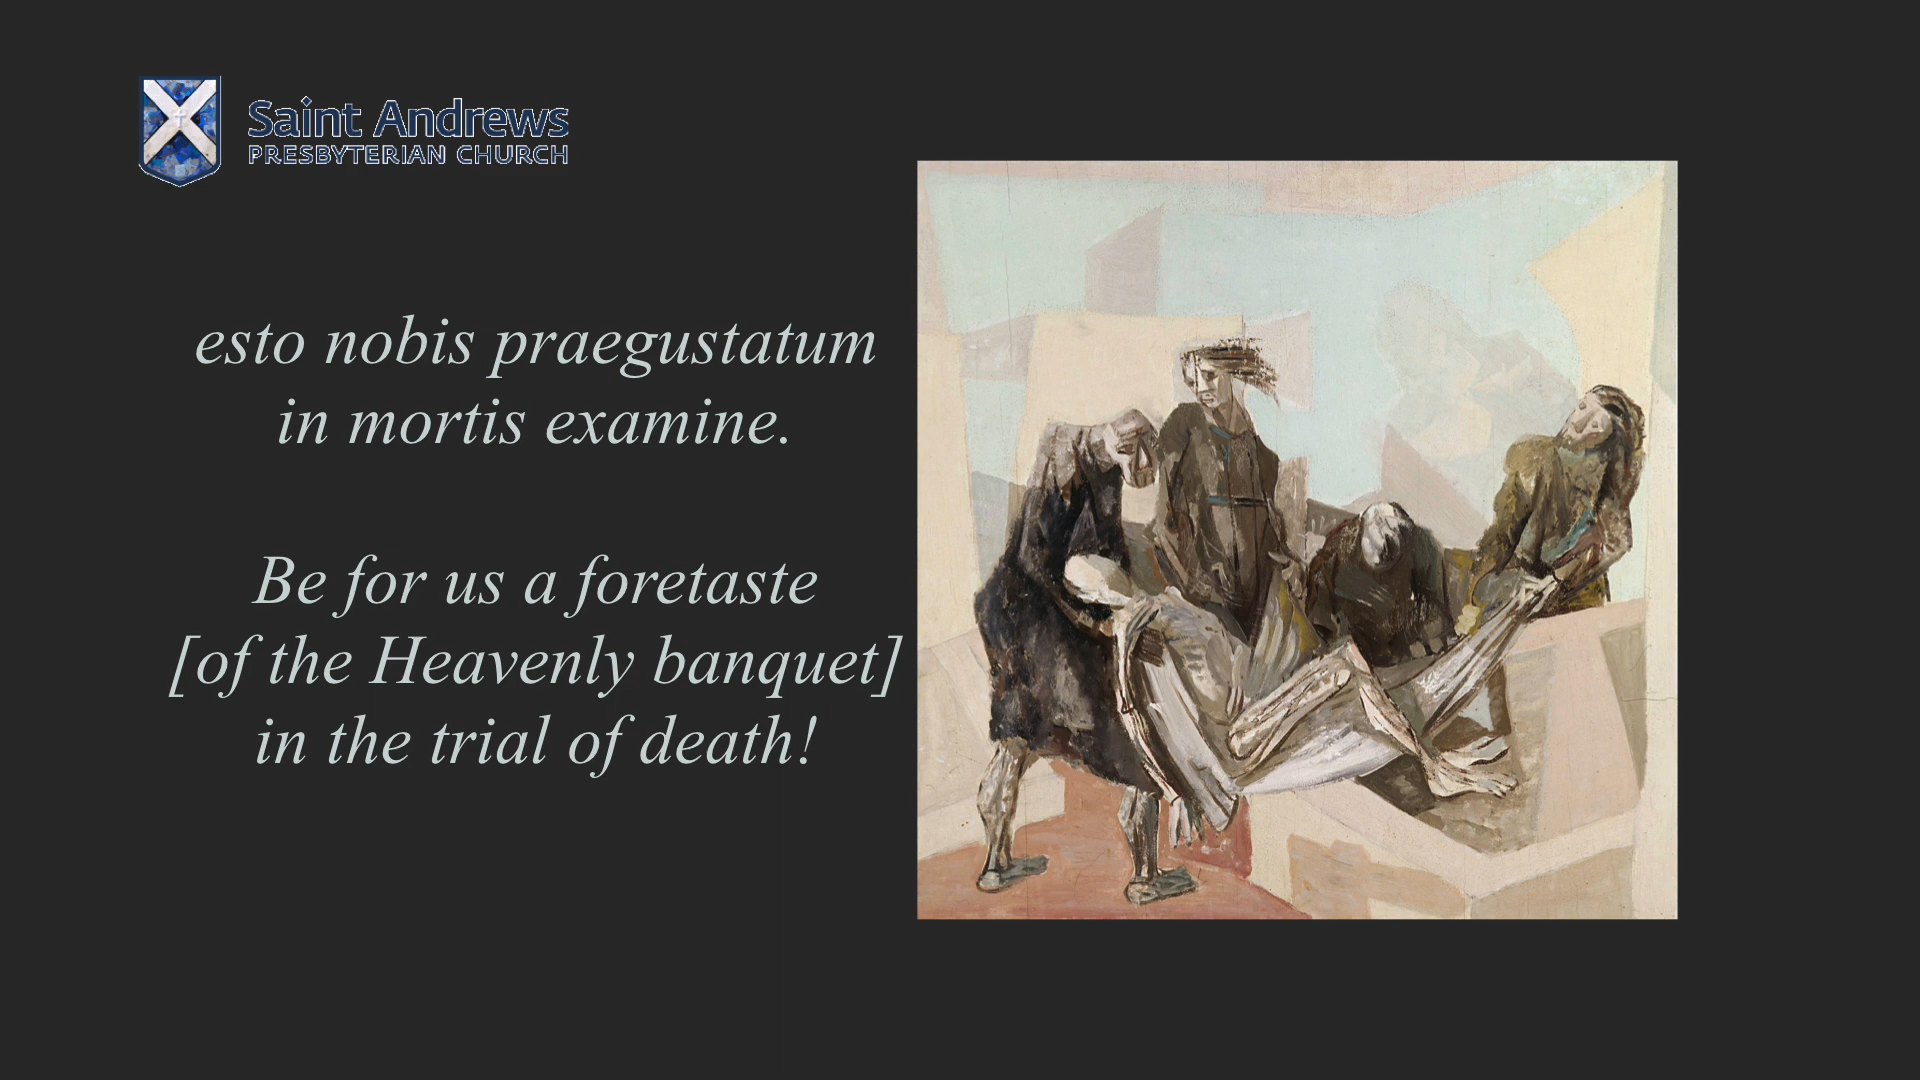 Saint Andrews
PRESBYTERIAN CHURCH
esto nobis praegustatum
in mortis examine.
Be for us a foretaste
[of the Heavenly banquet]
in the trial of death!